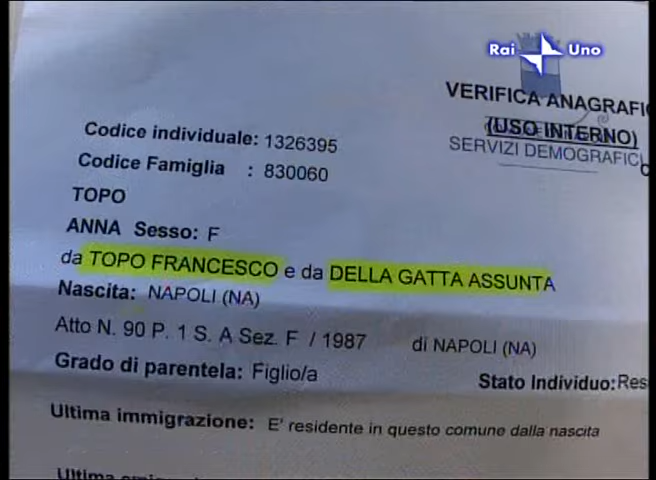 Rai Uno
VERIFICA ANAGRAFI
(USO INTERNO)
SERVIZI DEMOGRAFICI
Codice individuale: 1326395
Codice Famiglia : 830060
TOPO
ANNA Sesso: F
da TOPO FRANCESCO e da DELLA GATTA ASSUNTA
Nascita: NAPOLI (NA)
Atto N. 90 P. 1 S. A Sez. F / 1987 di NAPOLI (NA)
Grado di parentela: Figlio/a
Stato Individuo: Res
Ultima immigrazione: E' residente in questo comune dalla nascita
Ultima